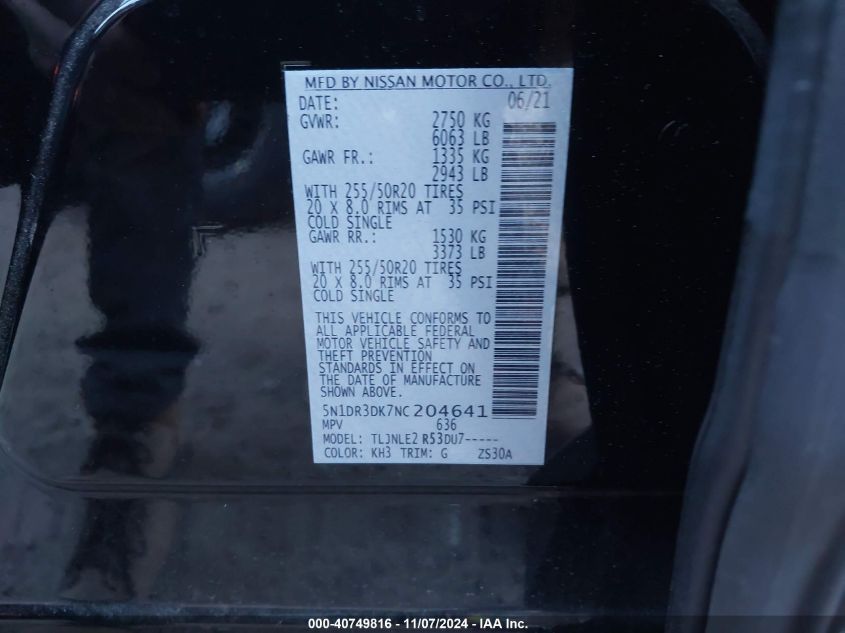 MFD BY NISSAN MOTOR CO., LTD.
DATE: 06/21
GVWR: 2750 KG
6063 LB
GAWR FR.: 1335 KG
2943 LB
WITH 255/50R20 TIRES
20 X 8.0 RIMS AT 35 PSI
COLD SINGLE
GAWR RR.: 1530 KG
3373 LB
WITH 255/50R20 TIRES
20 X 8.0 RIMS AT 35 PSI
COLD SINGLE
THIS VEHICLE CONFORMS TO
ALL APPLICABLE FEDERAL
MOTOR VEHICLE SAFETY AND
THEFT PREVENTION
STANDARDS IN EFFECT ON
THE DATE OF MANUFACTURE
SHOWN ABOVE.
5N1DR3DK7NC204641
MPV 636
MODEL: TLJNLE2 R53DU7-----
COLOR: KH3 TRIM: G ZS30A
000-40749816 - 11/07/2024 - IAA Inc.